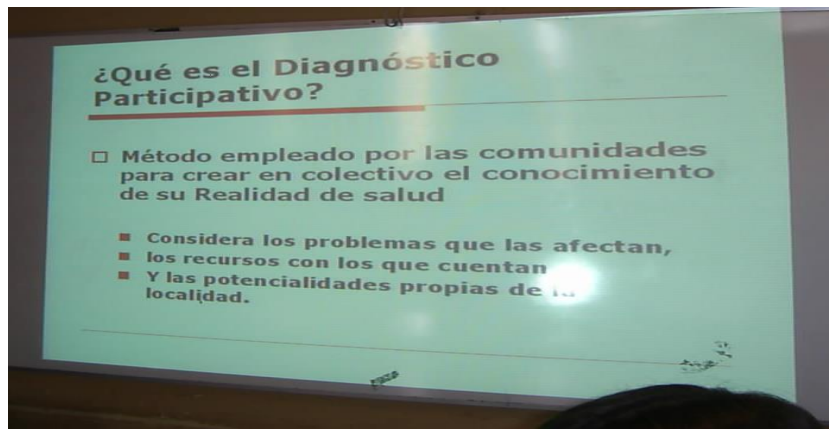 ¿Qué es el Diagnóstico
Participativo?
Método empleado por las comunidades
para crear en colectivo el conocimiento
de su Realidad de salud
Considera los problemas que las afectan,
los recursos con los que cuentan
Y las potencialidades propias de
localidad.